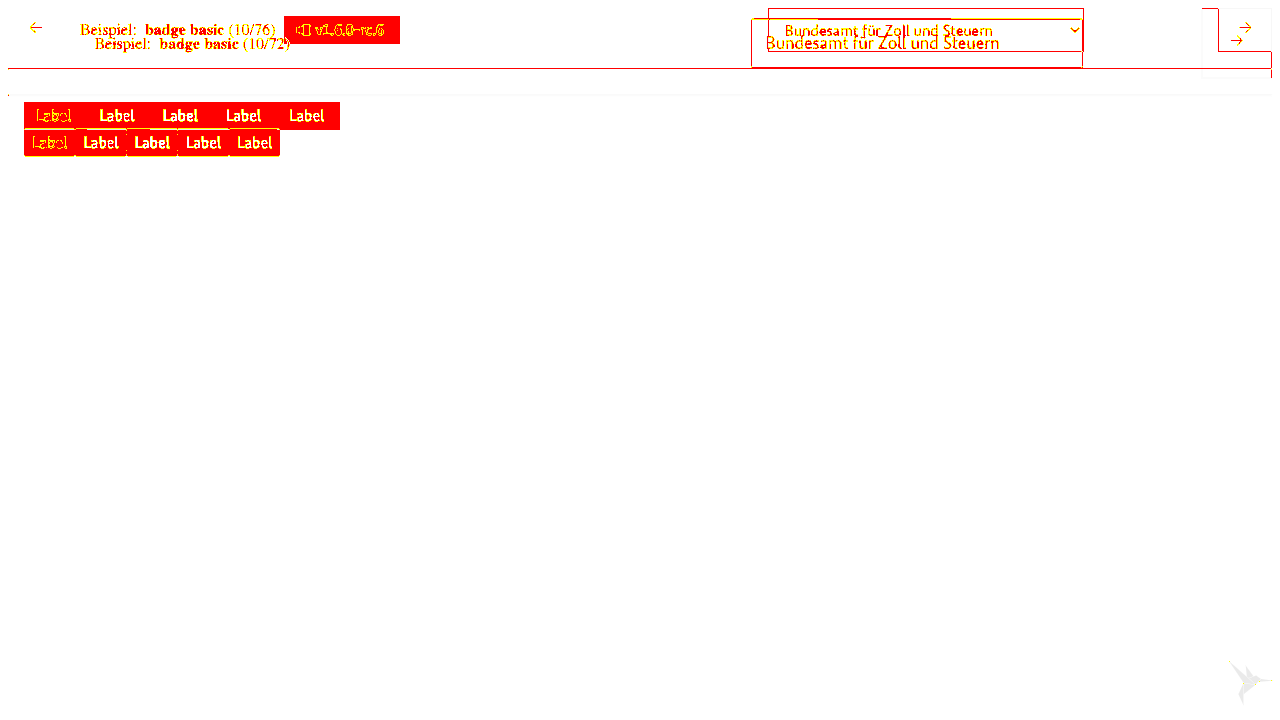 Beispiel: badge basic (10/76) v1.6.0-rc.6
Beispiel: badge basic (10/72)
Bundesamt für Zoll und Steuern
Bundesamt für Zoll und Steuern
Label Label Label Label Label
Label Label Label Label Label